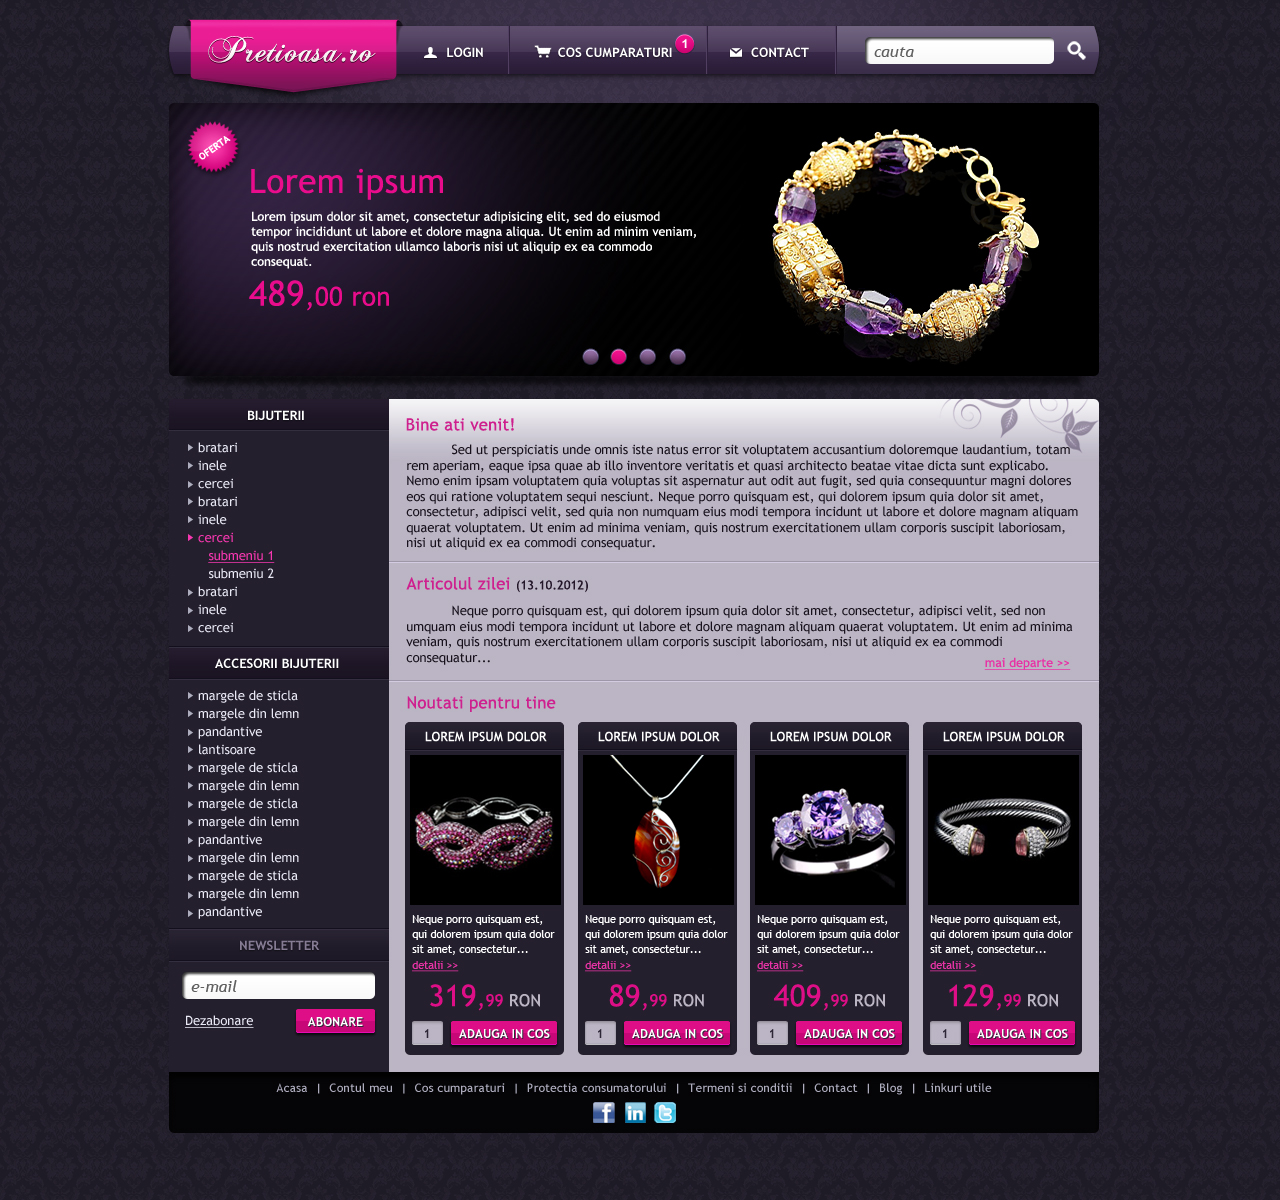 Pretioasa.ro
LOGIN
COS CUMPARATURI
1
CONTACT
cauta
OFERTA
Lorem ipsum
Lorem ipsum dolor sit amet, consectetur adipisicing elit, sed do eiusmod
tempor incididunt ut labore et dolore magna aliqua. Ut enim ad minim veniam,
quis nostrud exercitation ullamco laboris nisi ut aliquip ex ea commodo
consequat.
489,00 ron
BIJUTERII
bratari
inele
cercei
bratari
inele
cercei
submeniu 1
submeniu 2
bratari
inele
cercei
ACCESORII BIJUTERII
margele de sticla
margele din lemn
pandantive
lantisoare
margele de sticla
margele din lemn
margele de sticla
margele din lemn
pandantive
margele din lemn
margele de sticla
margele din lemn
pandantive
NEWSLETTER
e-mail
Dezabonare
ABONARE
Bine ati venit!
Sed ut perspiciatis unde omnis iste natus error sit voluptatem accusantium doloremque laudantium, totam
rem aperiam, eaque ipsa quae ab illo inventore veritatis et quasi architecto beatae vitae dicta sunt explicabo.
Nemo enim ipsam voluptatem quia voluptas sit aspernatur aut odit aut fugit, sed quia consequuntur magni dolores
eos qui ratione voluptatem sequi nesciunt. Neque porro quisquam est, qui dolorem ipsum quia dolor sit amet,
consectetur, adipisci velit, sed quia non numquam eius modi tempora incidunt ut labore et dolore magnam aliquam
quaerat voluptatem. Ut enim ad minima veniam, quis nostrum exercitationem ullam corporis suscipit laboriosam,
nisi ut aliquid ex ea commodi consequatur.
Articolul zilei (13.10.2012)
Neque porro quisquam est, qui dolorem ipsum quia dolor sit amet, consectetur, adipisci velit, sed non
umquam eius modi tempora incidunt ut labore et dolore magnam aliquam quaerat voluptatem. Ut enim ad minima
veniam, quis nostrum exercitationem ullam corporis suscipit laboriosam, nisi ut aliquid ex ea commodi
consequatur...
mai departe >>
Noutati pentru tine
LOREM IPSUM DOLOR
Neque porro quisquam est,
qui dolorem ipsum quia dolor
sit amet, consectetur...
detalii >>
319,99 RON
1
ADAUGA IN COS
LOREM IPSUM DOLOR
Neque porro quisquam est,
qui dolorem ipsum quia dolor
sit amet, consectetur...
detalii >>
89,99 RON
1
ADAUGA IN COS
LOREM IPSUM DOLOR
Neque porro quisquam est,
qui dolorem ipsum quia dolor
sit amet, consectetur...
detalii >>
409,99 RON
1
ADAUGA IN COS
LOREM IPSUM DOLOR
Neque porro quisquam est,
qui dolorem ipsum quia dolor
sit amet, consectetur...
detalii >>
129,99 RON
1
ADAUGA IN COS
Acasa | Contul meu | Cos cumparaturi | Protectia consumatorului | Termeni si conditii | Contact | Blog | Linkuri utile
f in t